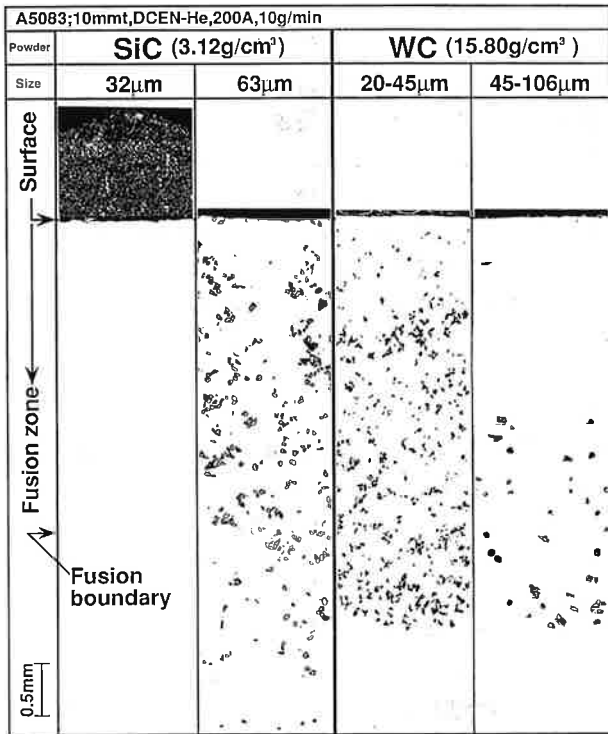 A5083;10mmt,DCEN-He,200A,10g/min
Powder SiC (3.12g/cm³) WC (15.80g/cm³)
Size 32μm 63μm 20-45μm 45-106μm
Surface
Fusion zone
Fusion
boundary
0.5mm